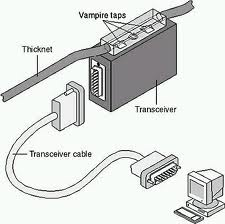 Vampire taps
Thicknet
Transceiver
Transceiver cable